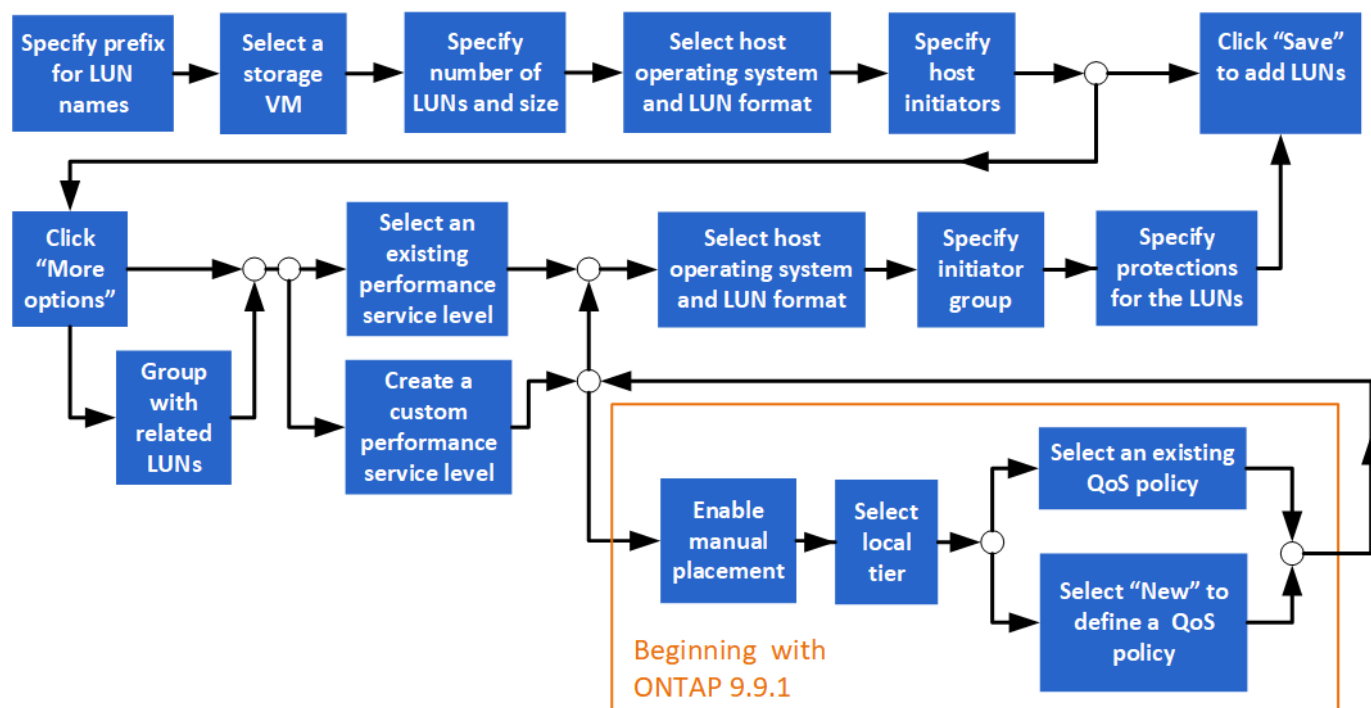 Specify prefix
for LUN
names
Select a
storage
VM
Specify
number of
LUNs and size
Select host
operating system
and LUN format
Specify
host
initiators
Click “Save”
to add LUNs
Click
“More
options”
Group
with
related
LUNs
Select an
existing
performance
service level
Create a
custom
performance
service level
Select host
operating system
and LUN format
Specify
initiator
group
Specify
protections
for the LUNs
Enable
manual
placement
Select
local
tier
Select an existing
QoS policy
Select “New” to
define a QoS
policy
Beginning with
ONTAP 9.9.1